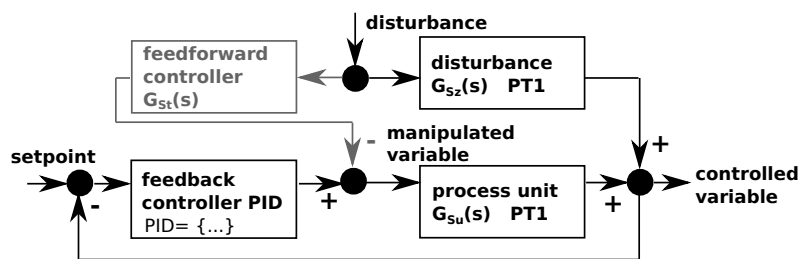 disturbance
feedforward
controller
G_St(s)
disturbance
G_Sz(s) PT1
+
- manipulated
variable
setpoint
-
feedback
controller PID
PID= {...}
+
process unit
G_Su(s) PT1
+
controlled
variable